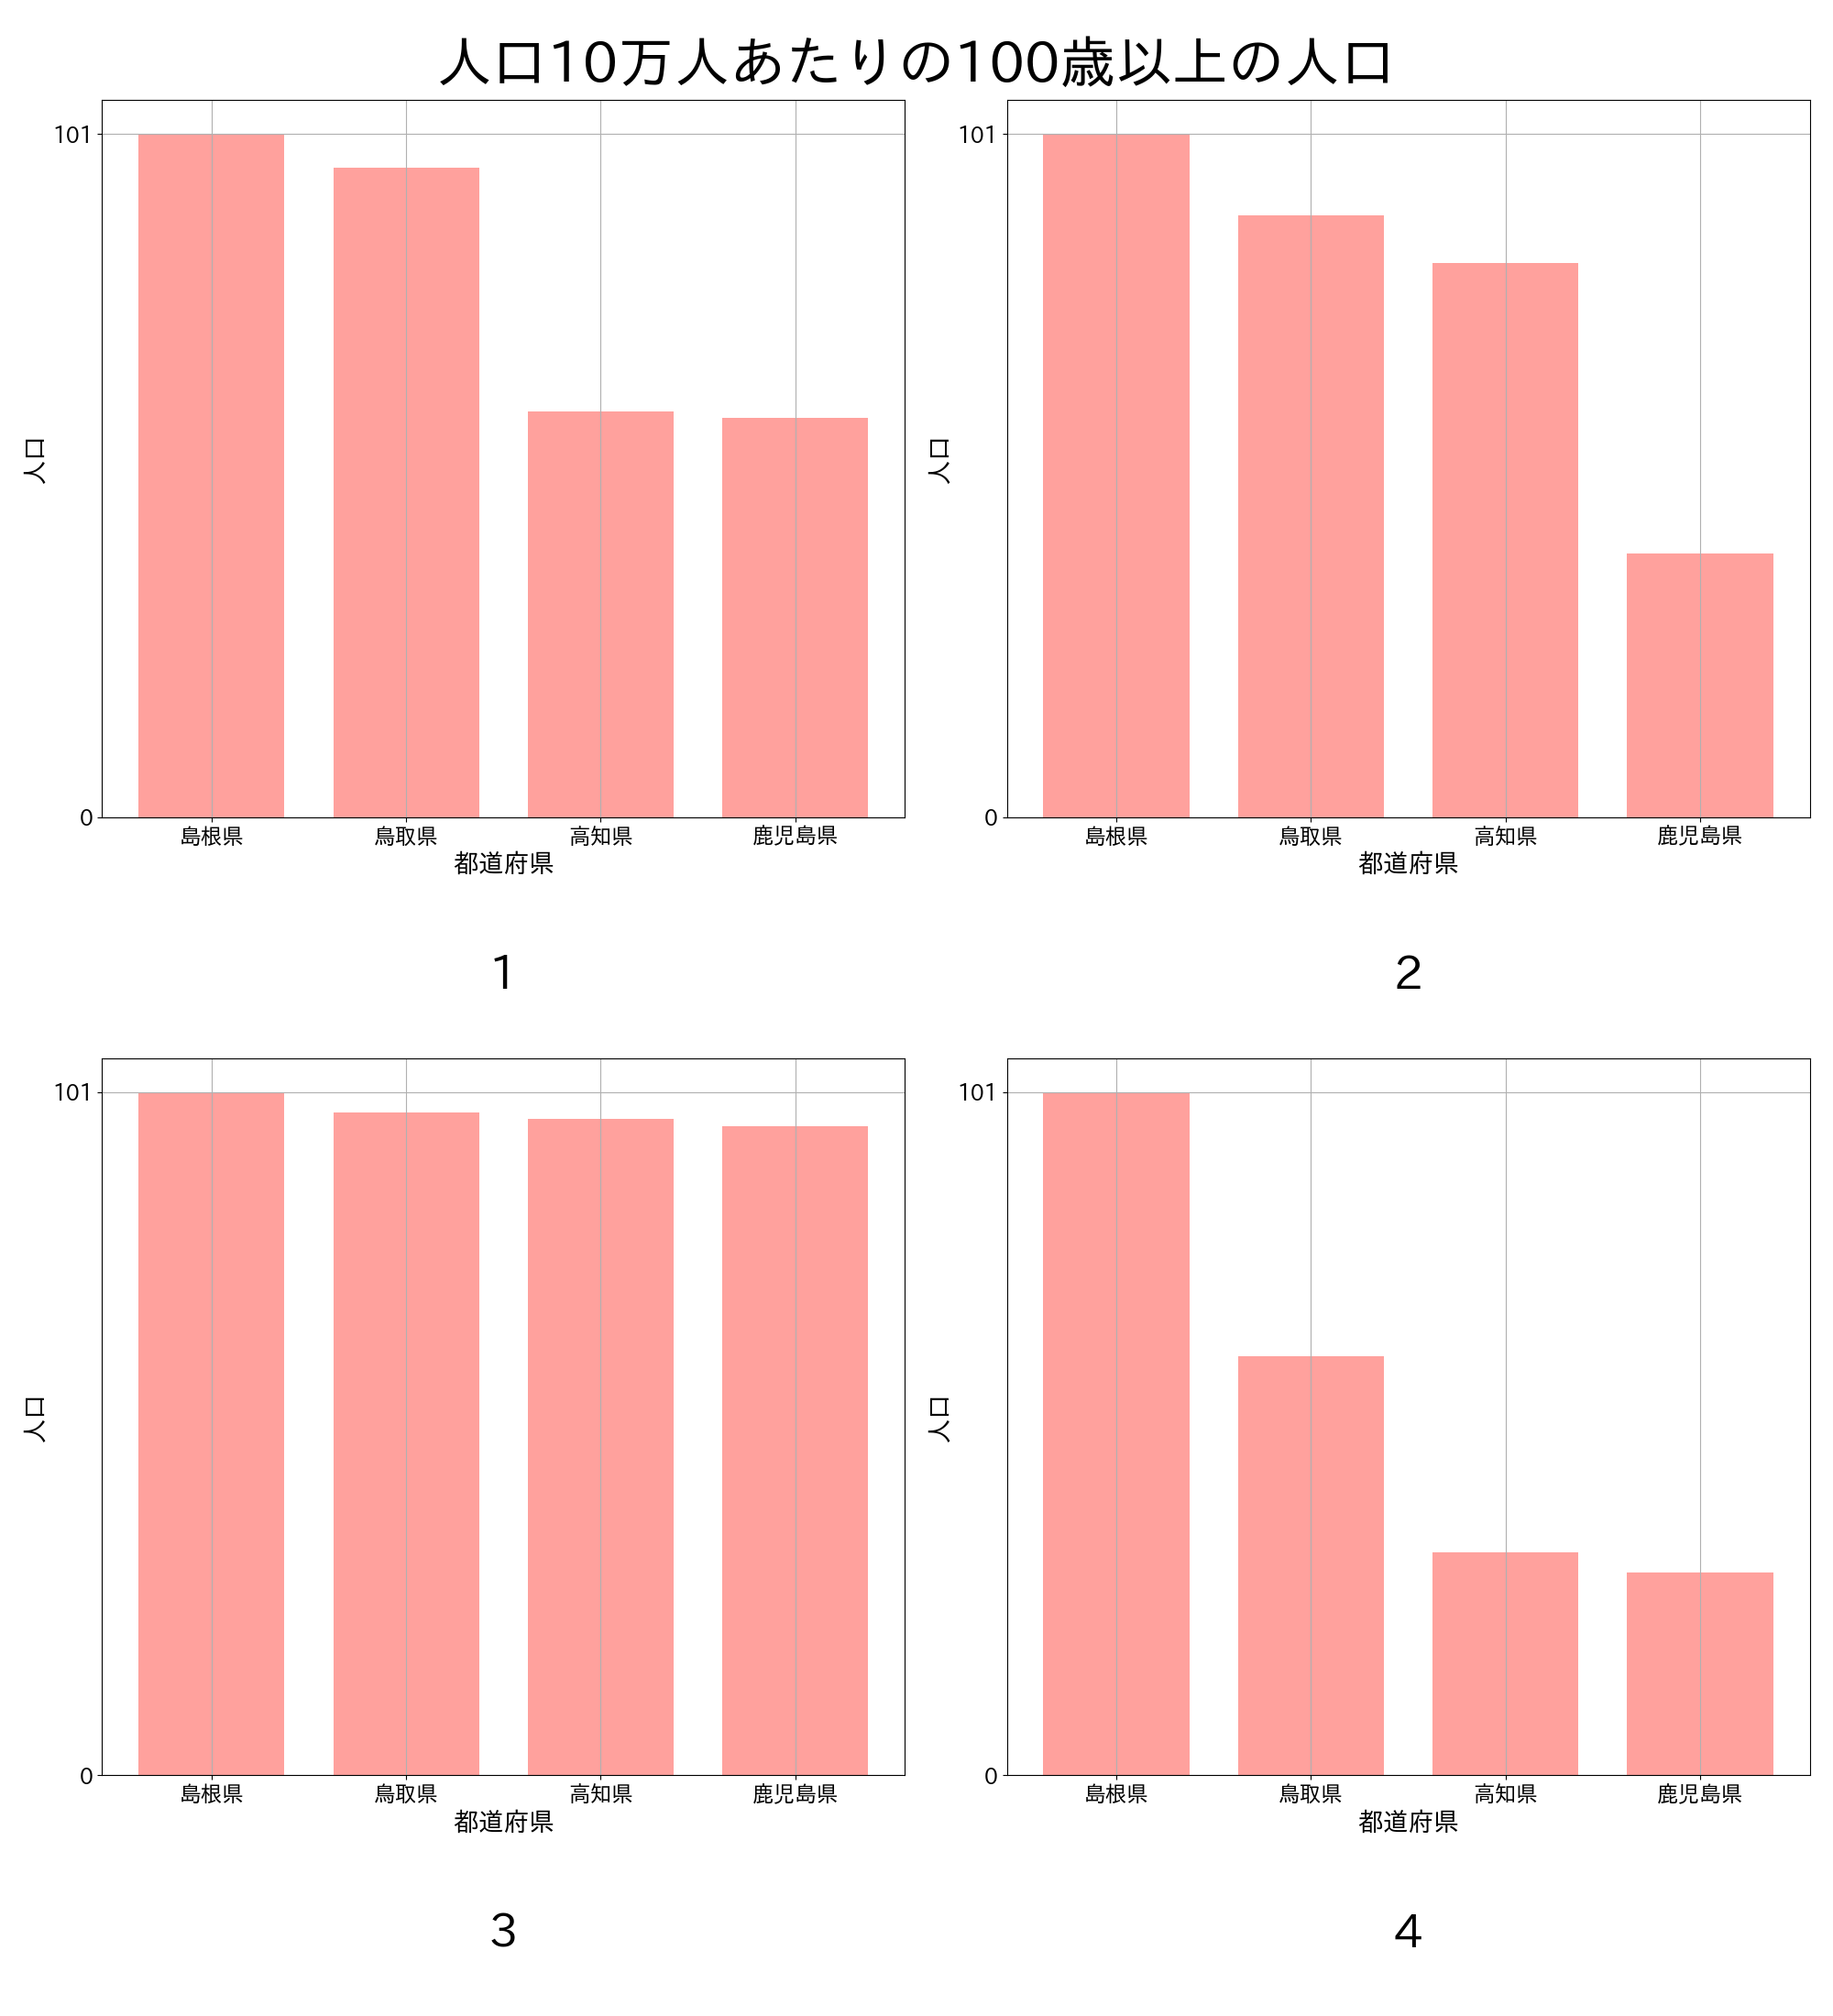 人口10万人あたりの100歳以上の人口
人口
101
0
島根県 鳥取県 高知県 鹿児島県
都道府県
1
人口
101
0
島根県 鳥取県 高知県 鹿児島県
都道府県
2
人口
101
0
島根県 鳥取県 高知県 鹿児島県
都道府県
3
人口
101
0
島根県 鳥取県 高知県 鹿児島県
都道府県
4